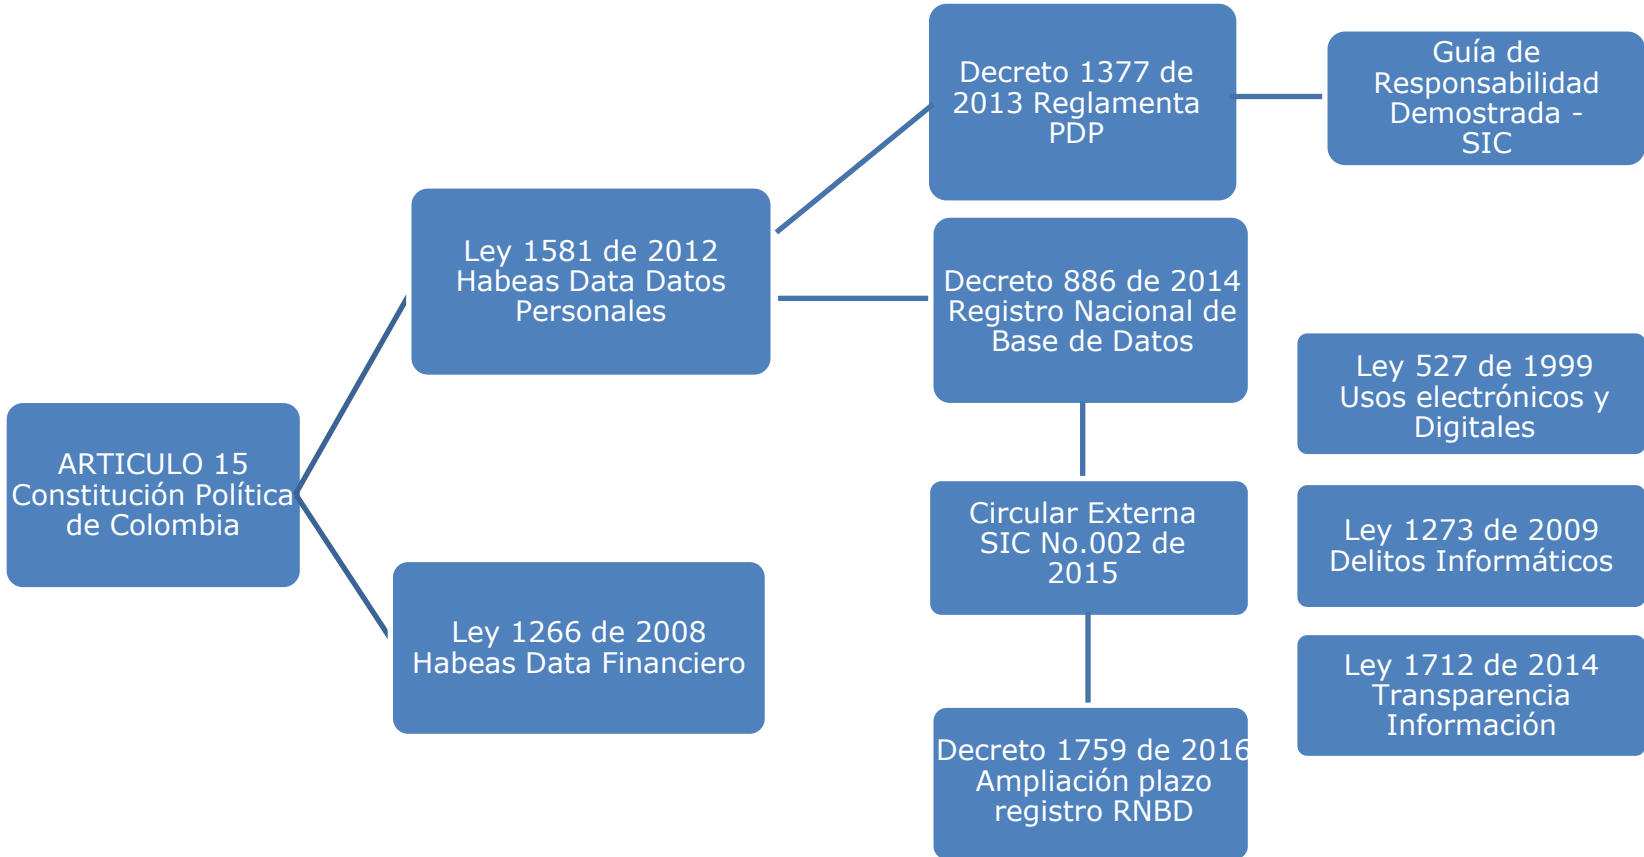 ARTICULO 15
Constitución Política
de Colombia
Ley 1581 de 2012
Habeas Data Datos
Personales
Ley 1266 de 2008
Habeas Data Financiero
Decreto 1377 de
2013 Reglamenta
PDP
Guía de
Responsabilidad
Demostrada -
SIC
Decreto 886 de 2014
Registro Nacional de
Base de Datos
Circular Externa
SIC No.002 de
2015
Decreto 1759 de 2016
Ampliación plazo
registro RNBD
Ley 527 de 1999
Usos electrónicos y
Digitales
Ley 1273 de 2009
Delitos Informáticos
Ley 1712 de 2014
Transparencia
Información